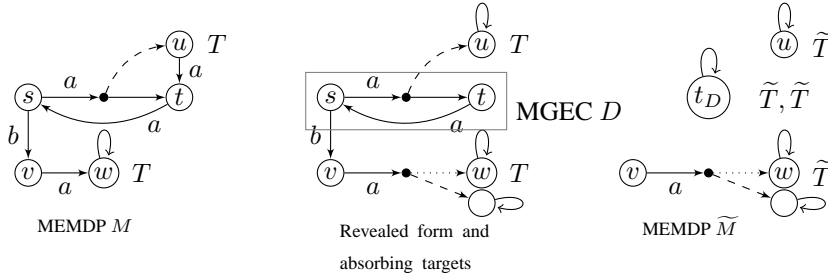 u T
a
a
s t
a
b
v a w T
MEMDP M
u T
a
s t
a
MGEC D
b
v a w T
Revealed form and
absorbing targets
u T̃
t_D T̃, T̃
v a w T̃
MEMDP M̃